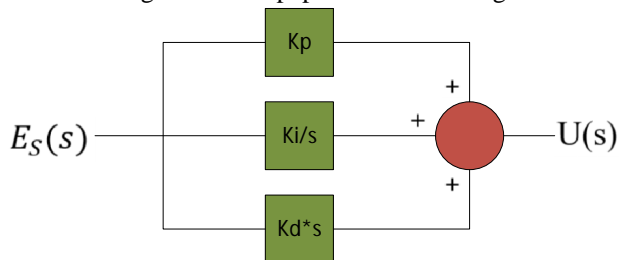 Kp
+
E_S(s) Ki/s + U(s)
+
Kd*s